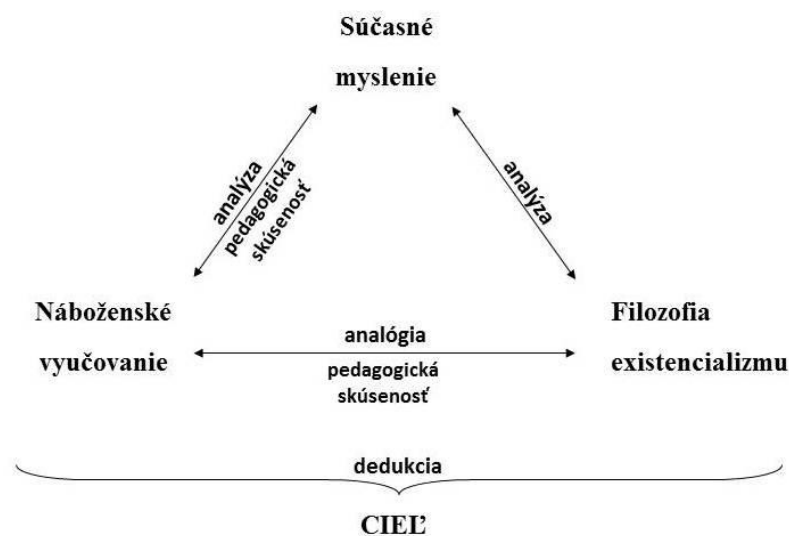 Súčasné
myslenie
analýza
pedagogická
skúsenosť
analýza
Náboženské
vyučovanie
analógia
pedagogická
skúsenosť
Filozofia
existencializmu
dedukcia
CIEĽ